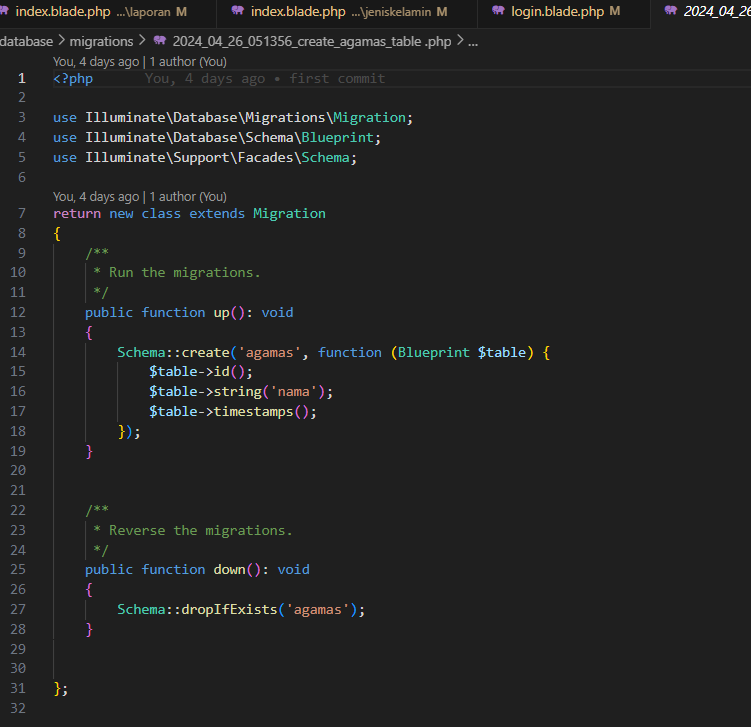 index.blade.php ...\laporan M index.blade.php ...\jeniskelamin M login.blade.php M 2024_04_26
database > migrations > 2024_04_26_051356_create_agamas_table .php > ...
You, 4 days ago | 1 author (You)
1 <?php You, 4 days ago • first commit
2
3 use Illuminate\Database\Migrations\Migration;
4 use Illuminate\Database\Schema\Blueprint;
5 use Illuminate\Support\Facades\Schema;
6
You, 4 days ago | 1 author (You)
7 return new class extends Migration
8 {
9 /**
10 * Run the migrations.
11 */
12 public function up(): void
13 {
14 Schema::create('agamas', function (Blueprint $table) {
15 $table->id();
16 $table->string('nama');
17 $table->timestamps();
18 });
19 }
20
21
22 /**
23 * Reverse the migrations.
24 */
25 public function down(): void
26 {
27 Schema::dropIfExists('agamas');
28 }
29
30
31 };
32